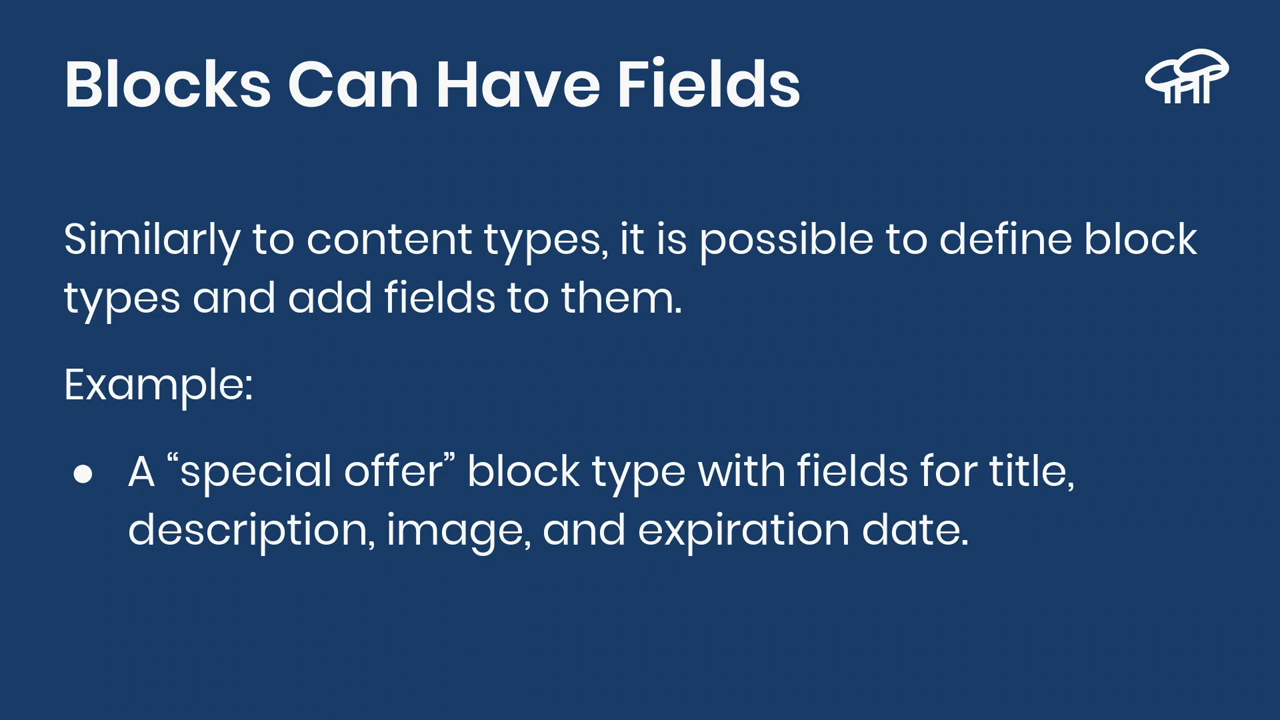 Blocks Can Have Fields
Similarly to content types, it is possible to define block
types and add fields to them.
Example:
● A “special offer” block type with fields for title,
description, image, and expiration date.